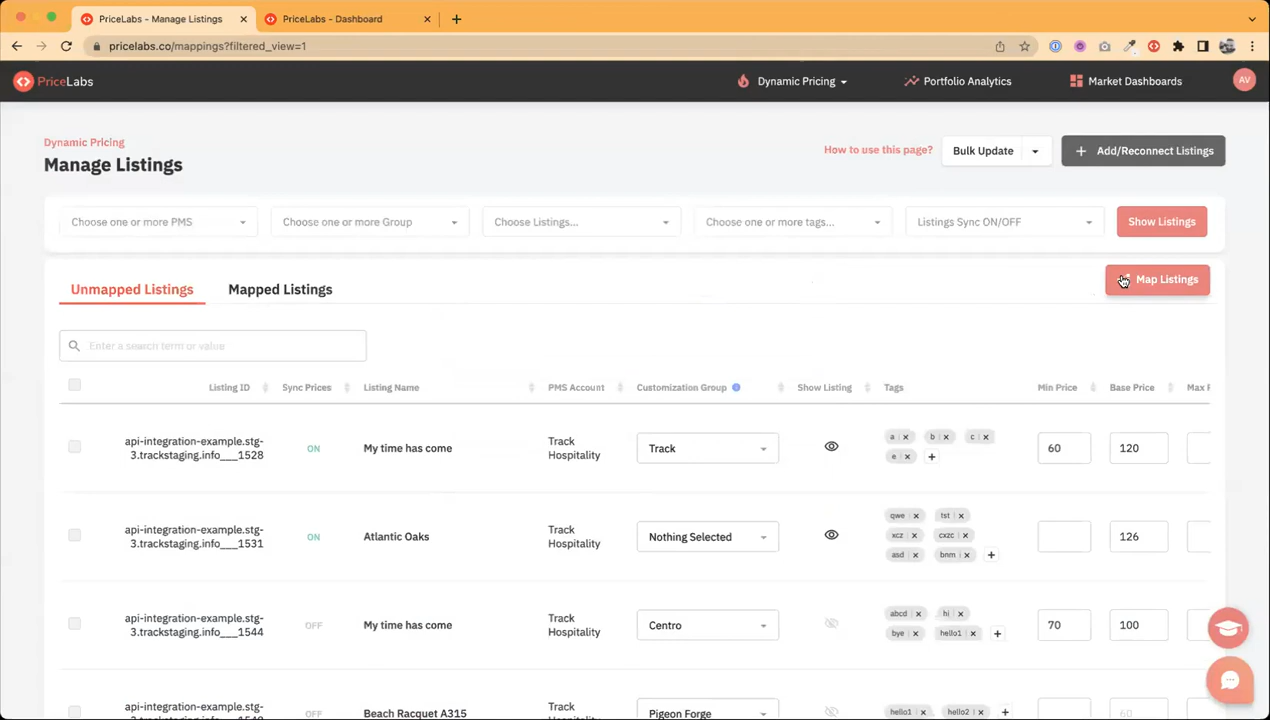 PriceLabs - Manage Listings
PriceLabs - Dashboard
pricelabs.co/mappings?filtered_view=1
PriceLabs
Dynamic Pricing
Portfolio Analytics
Market Dashboards
AV
Dynamic Pricing
Manage Listings
How to use this page?
Bulk Update
+ Add/Reconnect Listings
Choose one or more PMS
Choose one or more Group
Choose Listings...
Choose one or more tags...
Listings Sync ON/OFF
Show Listings
Unmapped Listings
Mapped Listings
Map Listings
Enter a search term or value
Listing ID Sync Prices Listing Name PMS Account Customization Group Show Listing Tags Min Price Base Price
api-integration-example.stg-
3.trackstaging.info___1528
ON
My time has come
Track
Hospitality
Track
a x b x c x
e x +
60
120
api-integration-example.stg-
3.trackstaging.info___1531
ON
Atlantic Oaks
Track
Hospitality
Nothing Selected
qwe x tst x
xcz x cxzc x
asd x bnm x +
126
api-integration-example.stg-
3.trackstaging.info___1544
OFF
My time has come
Track
Hospitality
Centro
abcd x hi x
bye x hello1 x +
70
100
api-integration-example.stg-
OFF
Beach Racquet A315
Track
Pigeon Forge
hello1 x hello2 x +
60